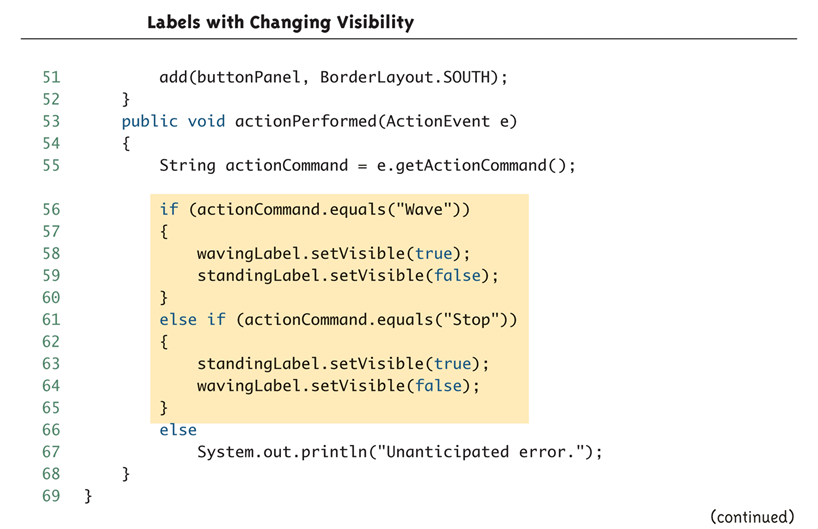 Labels with Changing Visibility
51 add(buttonPanel, BorderLayout.SOUTH);
52 }
53 public void actionPerformed(ActionEvent e)
54 {
55 String actionCommand = e.getActionCommand();
56 if (actionCommand.equals("Wave"))
57 {
58 wavingLabel.setVisible(true);
59 standingLabel.setVisible(false);
60 }
61 else if (actionCommand.equals("Stop"))
62 {
63 standingLabel.setVisible(true);
64 wavingLabel.setVisible(false);
65 }
66 else
67 System.out.println("Unanticipated error.");
68 }
69 }
(continued)